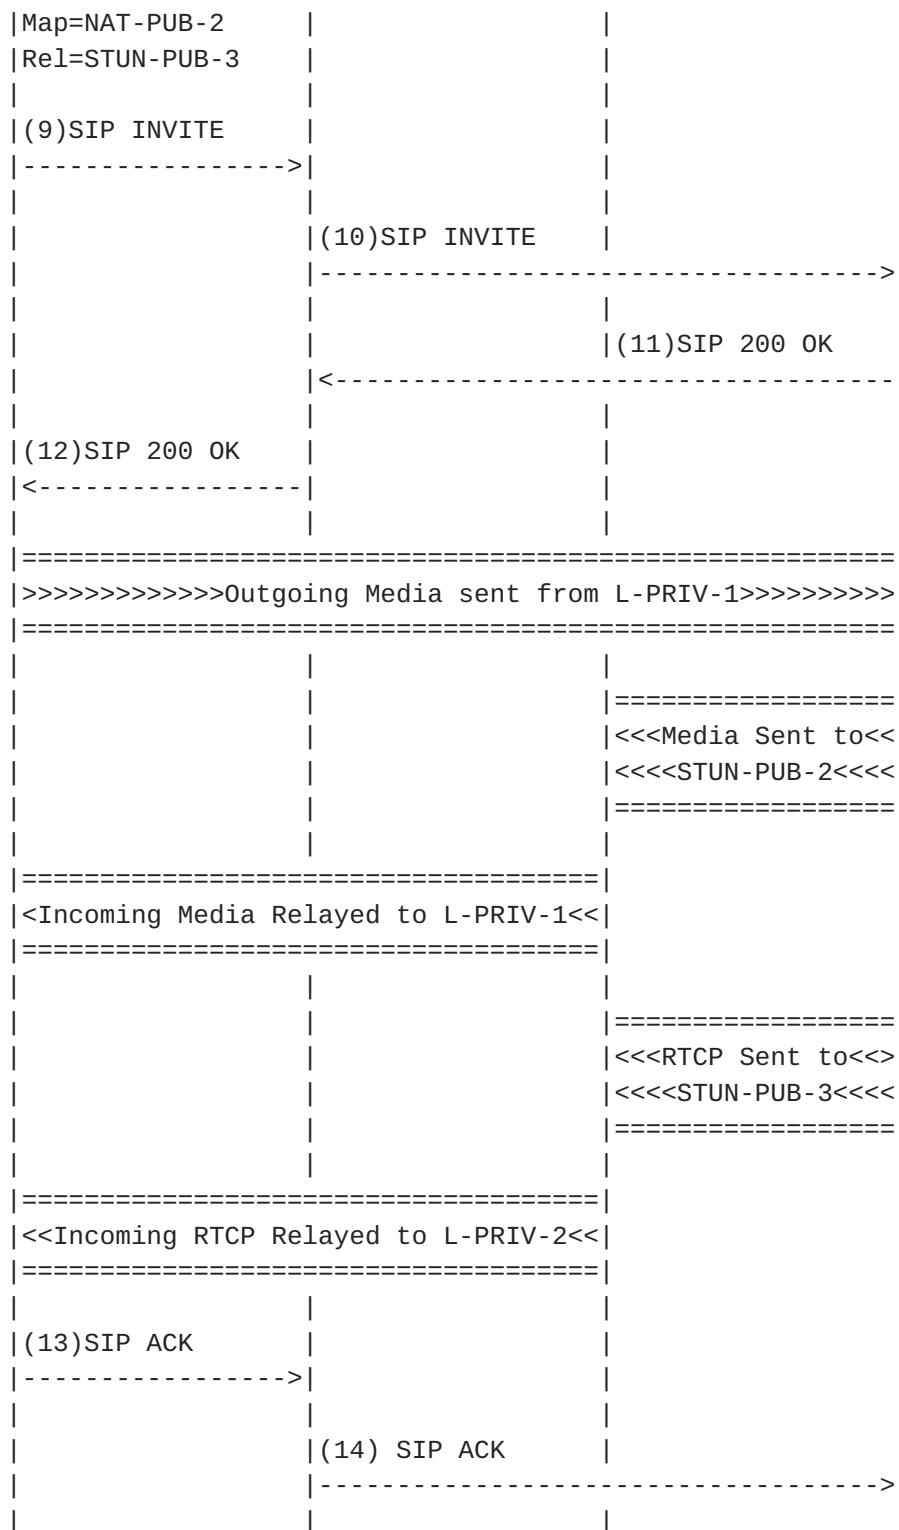 |Map=NAT-PUB-2     |                  |
|Rel=STUN-PUB-3    |                  |
|                  |                  |
|(9)SIP INVITE     |                  |
|----------------->|                  |
|                  |                  |
|                  |(10)SIP INVITE    |
|                  |------------------------------------>
|                  |                  |
|                  |                  |(11)SIP 200 OK
|                  |<------------------------------------
|                  |                  |
|(12)SIP 200 OK    |                  |
|<-----------------|                  |
|                  |                  |
|========================================================
|>>>>>>>>>>>>>Outgoing Media sent from L-PRIV-1>>>>>>>>>>
|========================================================
|                  |                  |
|                  |                  |==================
|                  |                  |<<<Media Sent to<<
|                  |                  |<<<<STUN-PUB-2<<<<
|                  |                  |==================
|                  |                  |
|=====================================|
|<Incoming Media Relayed to L-PRIV-1<<|
|=====================================|
|                  |                  |
|                  |                  |==================
|                  |                  |<<<RTCP Sent to<<>
|                  |                  |<<<<STUN-PUB-3<<<<
|                  |                  |==================
|                  |                  |
|=====================================|
|<<Incoming RTCP Relayed to L-PRIV-2<<|
|=====================================|
|                  |                  |
|(13)SIP ACK       |                  |
|----------------->|                  |
|                  |                  |
|                  |(14) SIP ACK      |
|                  |------------------------------------>
|                  |                  |